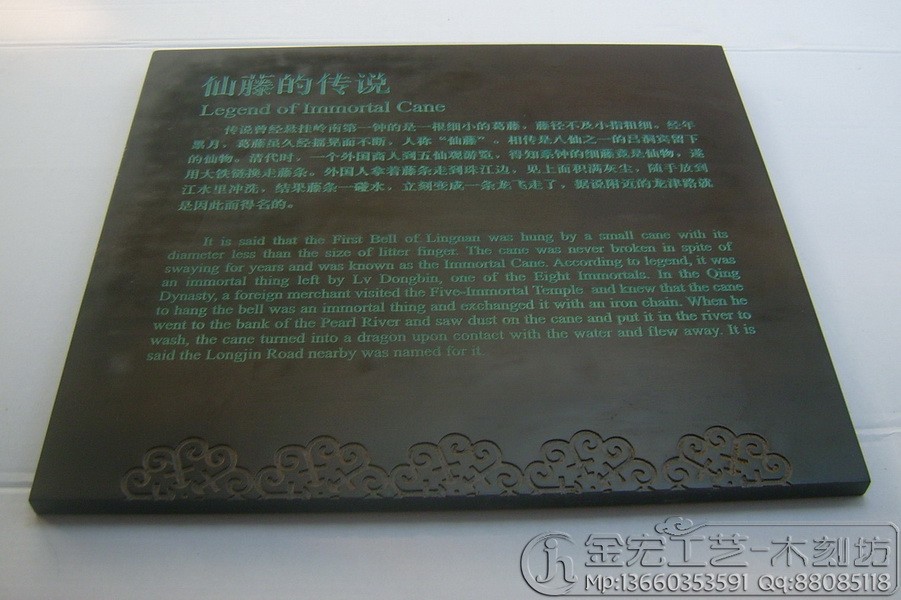 仙藤的传说
Legend of Immortal Cane
传说曾经悬挂岭南第一钟的是一根细小的葛藤，藤轻不及小指粗细。经年
累月，葛藤虽久经摇晃而不断，人称“仙藤”。相传是八仙之一的吕洞宾留下
的仙物。清代时，一个外国商人到五仙观游览，得知系钟的细藤竟是仙物，遂
用大铁链换走藤条。外国人拿着藤条走到珠江边，见上面积满灰尘，随手放到
江水里冲洗，结果藤条一碰水，立刻变成一条龙飞走了，据说附近的龙津路就
是因此而得名的。
It is said that the First Bell of Lingnan was hung by a small cane with its
diameter less than the size of litter finger. The cane was never broken in spite of
swaying for years and was known as the Immortal Cane. According to legend, it was
an immortal thing left by Lv Dongbin, one of the Eight Immortals. In the Qing
Dynasty, a foreign merchant visited the Five-Immortal Temple and knew that the cane
to hang the bell was an immortal thing and exchanged it with an iron chain. When he
went to the bank of the Pearl River and saw dust on the cane and put it in the river to
wash, the cane turned into a dragon upon contact with the water and flew away. It is
said the Longjin Road nearby was named for it.
金宏工艺-木刻坊
Mp:13660353591 QQ:88085118